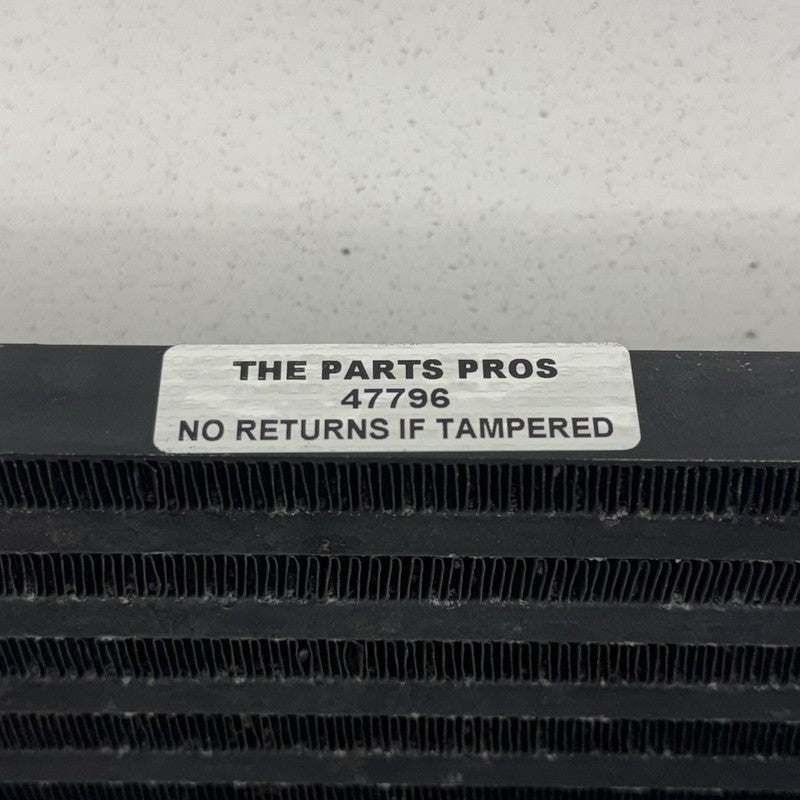 THE PARTS PROS
47796
NO RETURNS IF TAMPERED